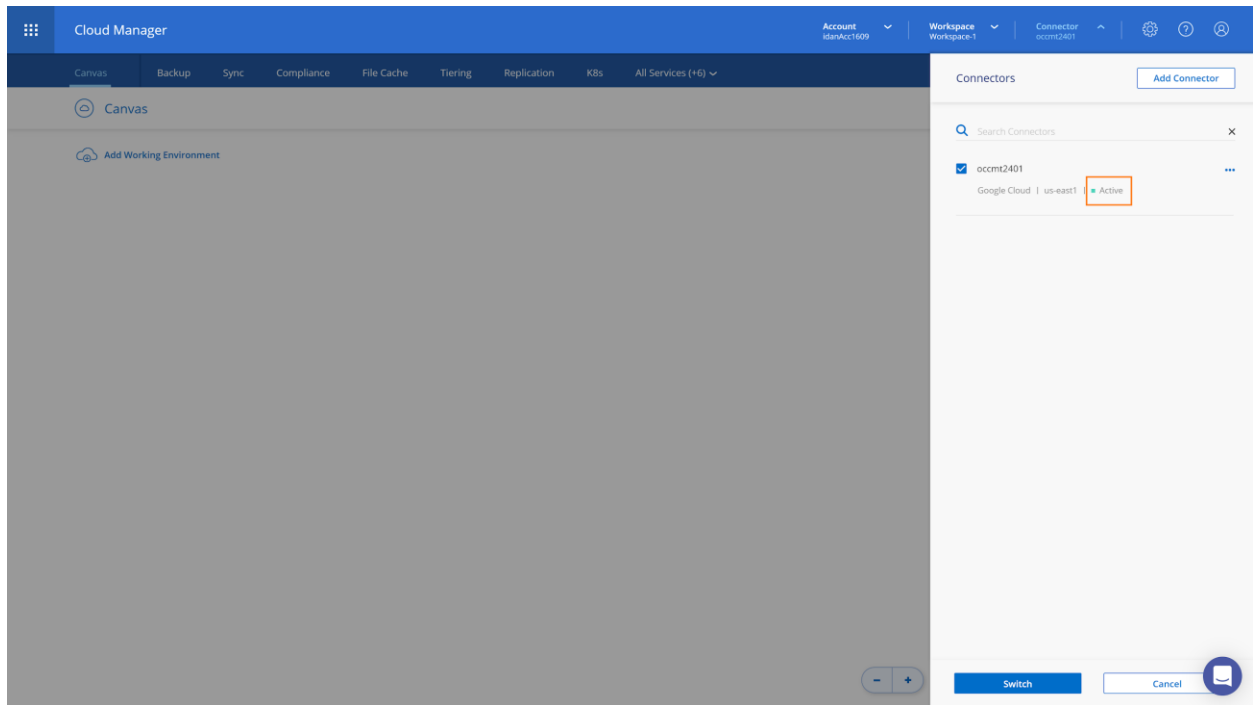 Cloud Manager
Account
idanAcc1609
Workspace
Workspace-1
Connector
occmt2401
Canvas Backup Sync Compliance File Cache Tiering Replication K8s All Services (+6)
Canvas
Add Working Environment
Connectors
Add Connector
Search Connectors
occmt2401
Google Cloud | us-east1 | Active
- +
Switch
Cancel